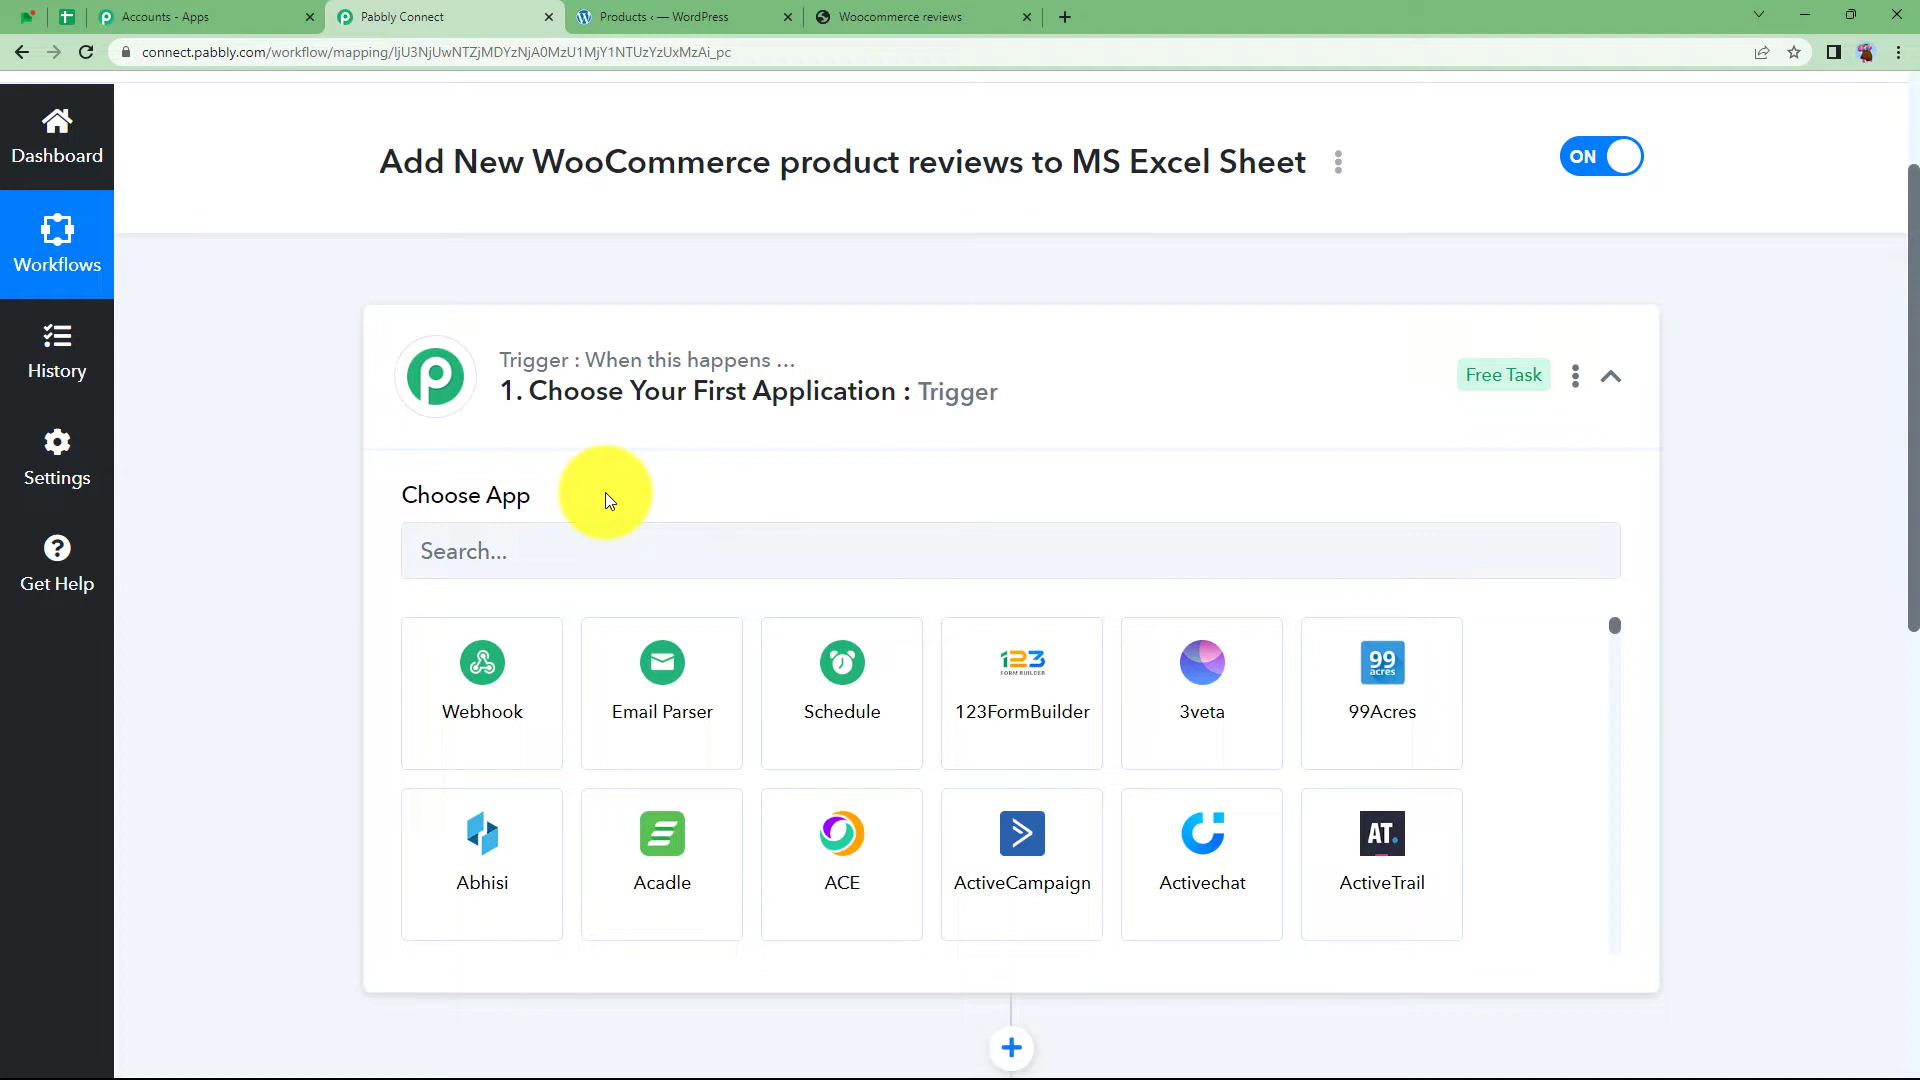 Accounts - Apps
Pabbly Connect
Products ‹ — WordPress
Woocommerce reviews
connect.pabbly.com/workflow/mapping/IjU3NjUwNTZjMDYzNjA0MzU1MjY1NTUzYzUxMzAi_pc
Dashboard
Workflows
History
Settings
Get Help
Add New WooCommerce product reviews to MS Excel Sheet
ON
Trigger : When this happens ...
1. Choose Your First Application : Trigger
Free Task
Choose App
Search...
Webhook
Email Parser
Schedule
123
FORM BUILDER
123FormBuilder
3veta
99
acres
99Acres
Abhisi
Acadle
ACE
ActiveCampaign
Activechat
AT.
ActiveTrail